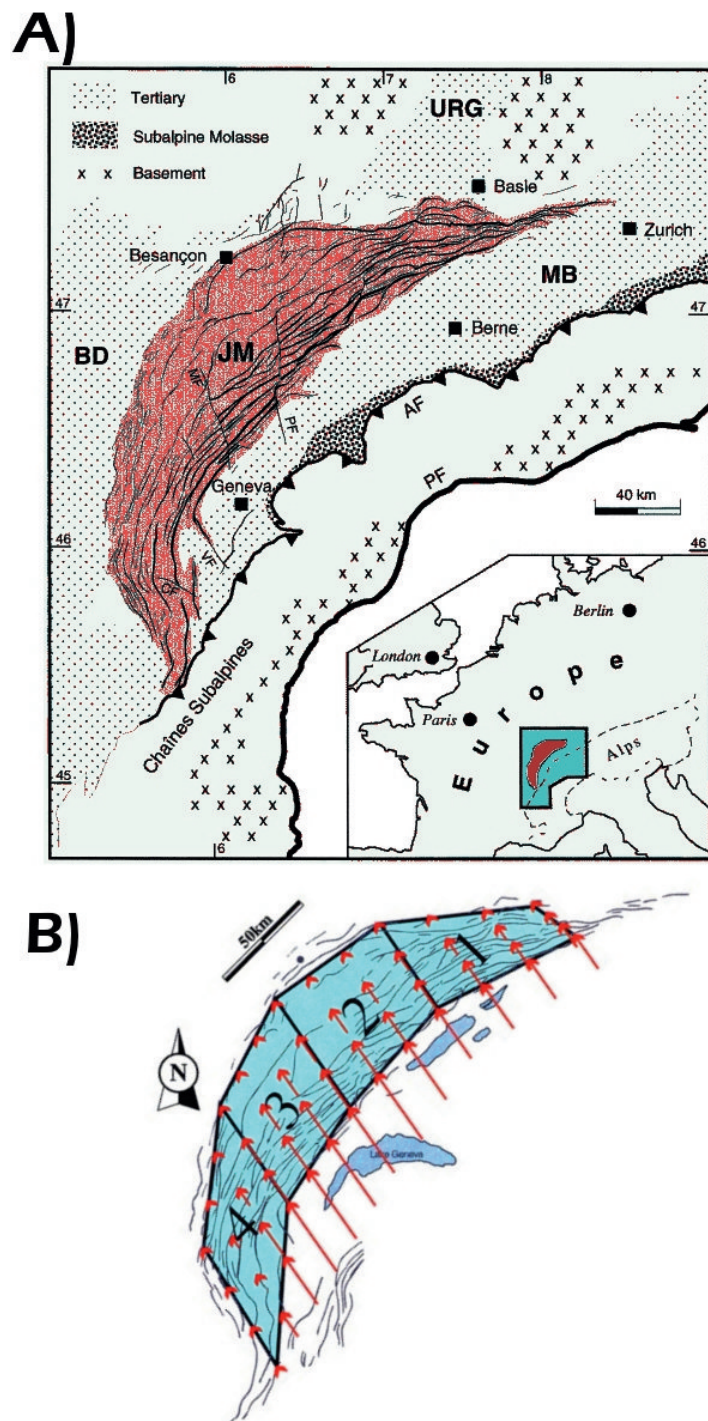 A)
6 7 8
Tertiary
Subalpine Molasse
x x Basement
URG
Basle
Zurich
Besançon
MB
47
47
Berne
BD
JM
MF
PF
AF
PF
Geneva
40 km
46
46
VF
Chaînes Subalpines
45
6
Berlin
London
Paris
Europe
Alps
B)
50km
1
2
N
3
Lake Geneva
4